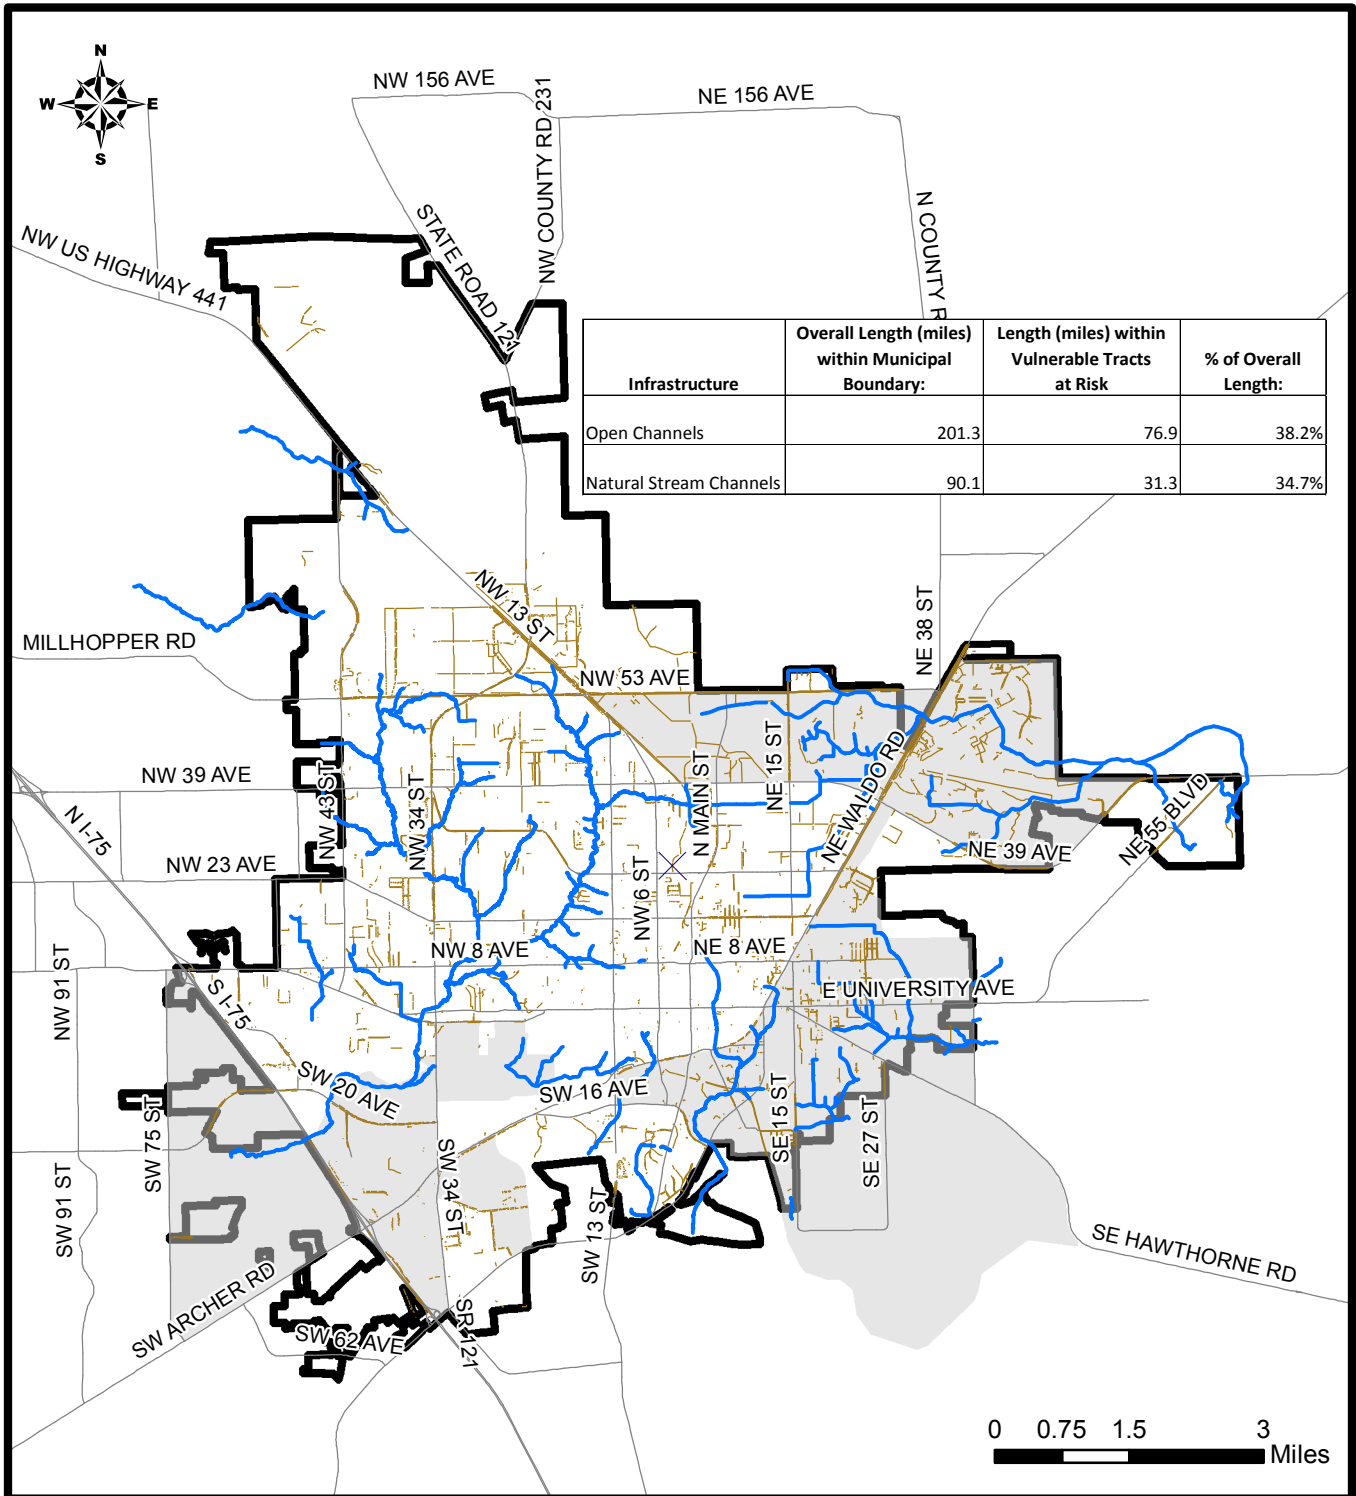 N
W E
S
NW 156 AVE
NE 156 AVE
NW COUNTY RD 231
STATE ROAD 121
N COUNTY R
NW US HIGHWAY 441
Infrastructure | Overall Length (miles) within Municipal Boundary: | Length (miles) within Vulnerable Tracts at Risk | % of Overall Length:
Open Channels 201.3 76.9 38.2%
Natural Stream Channels 90.1 31.3 34.7%
NW 13 ST
NE 38 ST
MILLHOPPER RD
NW 53 AVE
NE 15 ST
N MAIN ST
NE WALDO RD
NW 39 AVE
NW 43 ST
NW 34 ST
N I-75
NE 55 BLVD
NE 39 AVE
NW 23 AVE
NW 6 ST
NW 8 AVE
NE 8 AVE
NW 91 ST
S I-75
E UNIVERSITY AVE
SW 20 AVE
SW 16 AVE
SW 75 ST
SE 15 ST
SE 27 ST
SW 34 ST
SW 91 ST
SW 13 ST
SE HAWTHORNE RD
SW ARCHER RD
SW 62 AVE
SR 121
0 0.75 1.5 3
Miles